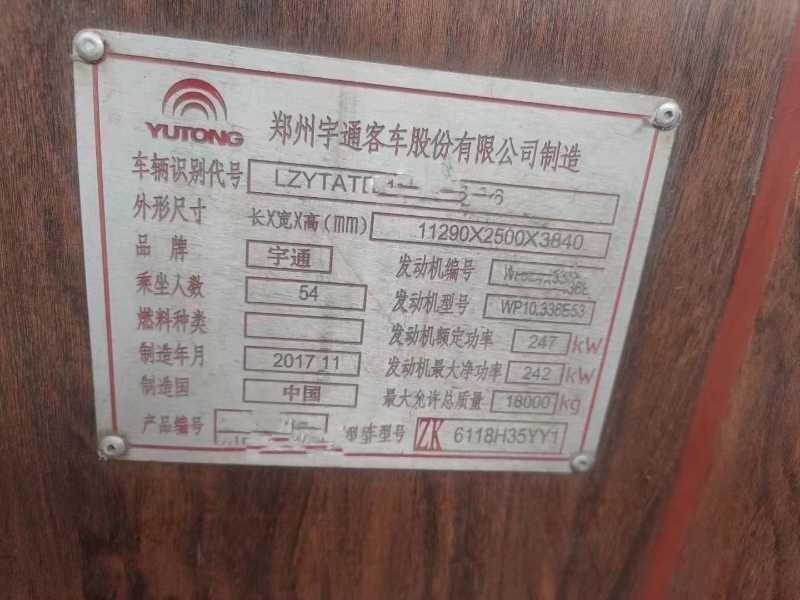 YUTONG 郑州宇通客车股份有限公司制造
车辆识别代号 LZYTATD
外形尺寸 长X宽X高(mm) 11290X2500X3840
品牌 宇通 发动机编号
乘坐人数 54 发动机型号 WP10.336E53
燃料种类 发动机额定功率 247 kW
制造年月 2017 11 发动机最大净功率 242 kW
制造国 中国 最大允许总质量 18000 kg
产品编号 型号 ZK 6118H35YY1